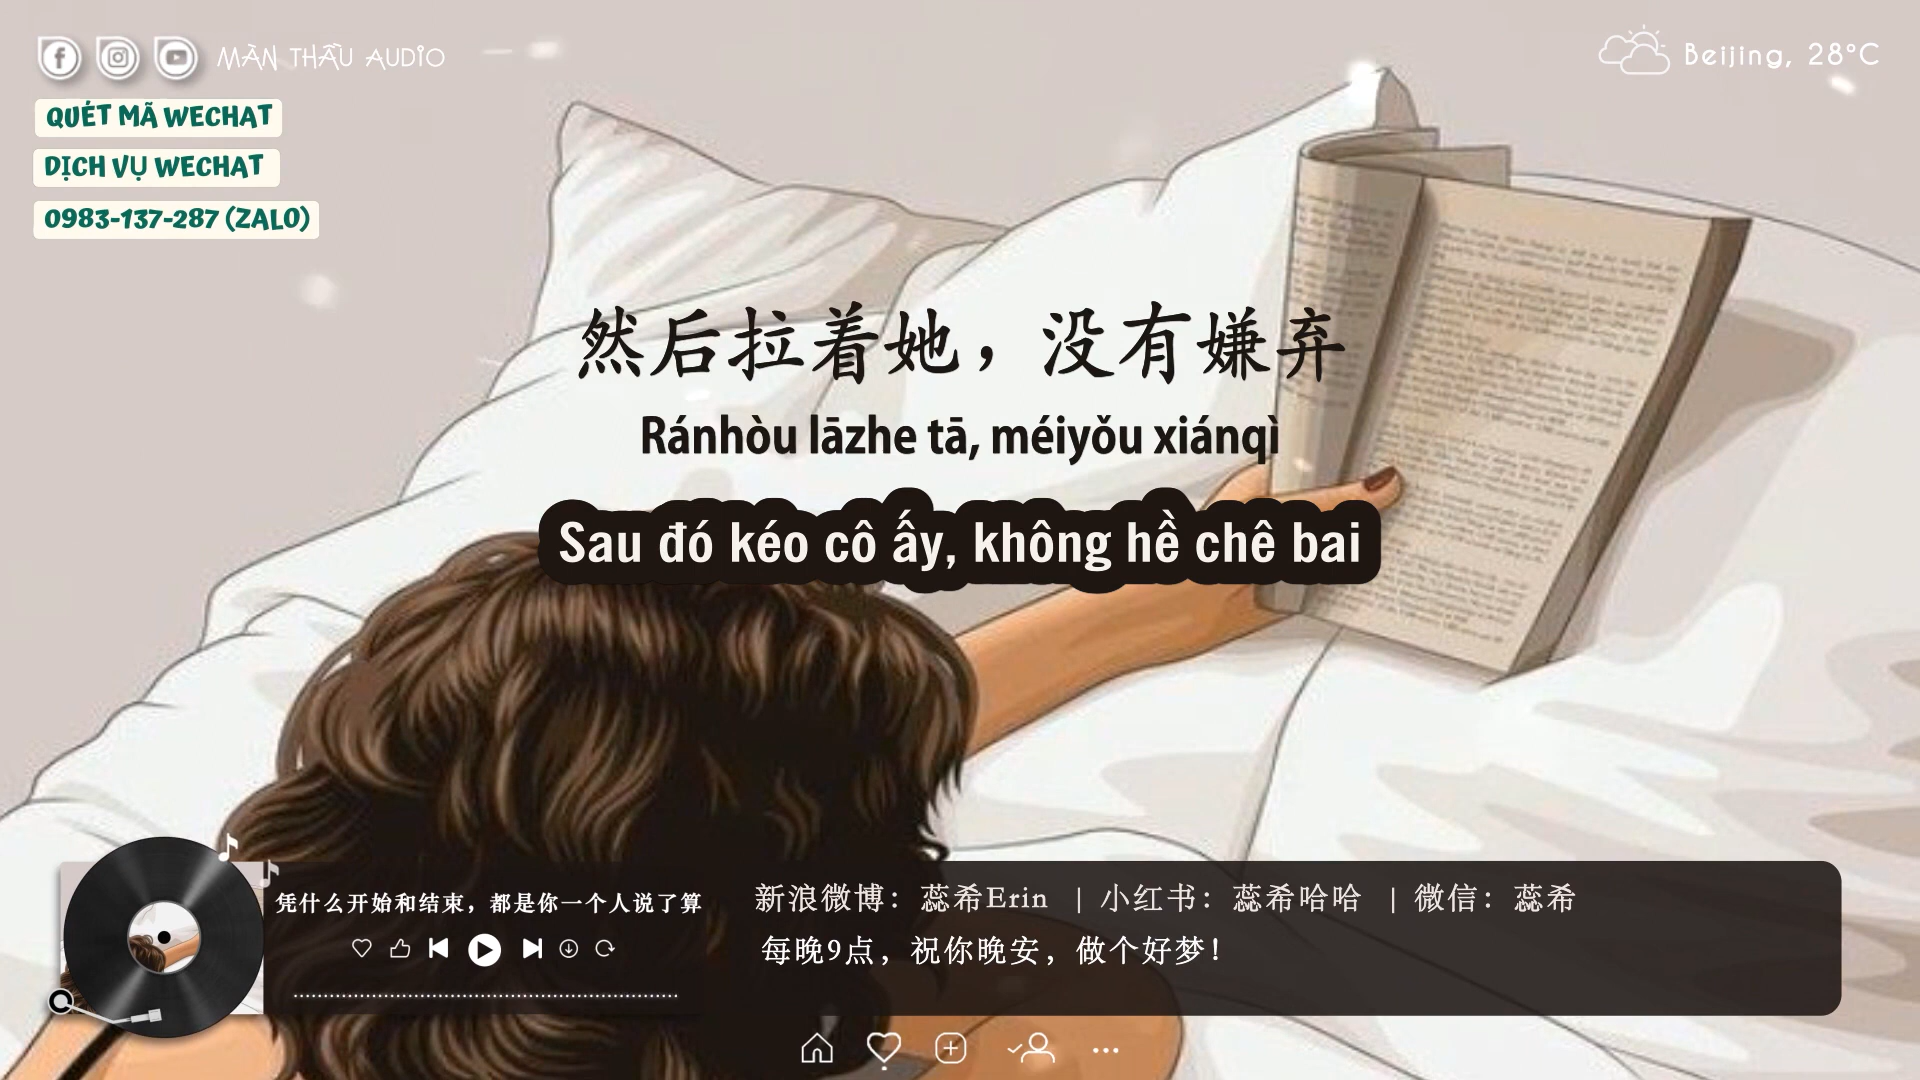 MÀN THẦU AUDIO
Beijing, 28°C
QUÉT MÃ WECHAT
DỊCH VỤ WECHAT
0983-137-287 (ZALO)
然后拉着她，没有嫌弃
Ránhòu lāzhe tā, méiyǒu xiánqì
Sau đó kéo cô ấy, không hề chê bai
凭什么开始和结束，都是你一个人说了算
新浪微博：蕊希Erin | 小红书：蕊希哈哈 | 微信：蕊希
每晚9点，祝你晚安，做个好梦！